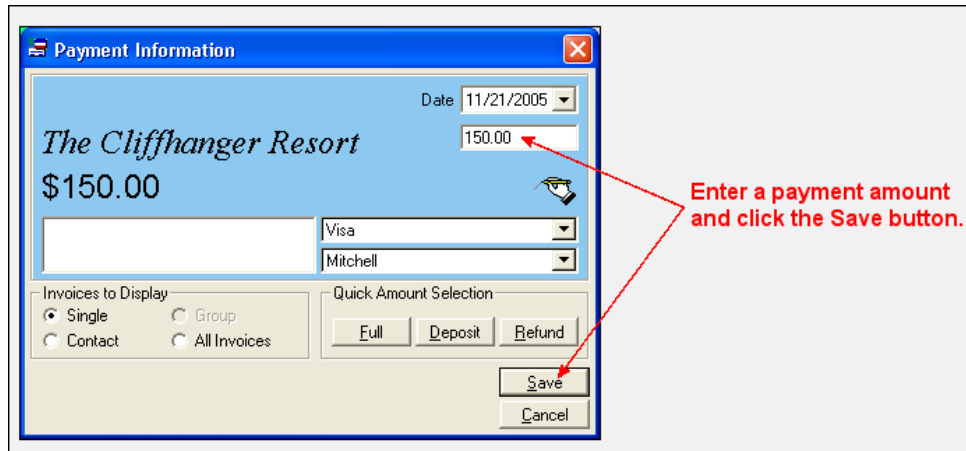 Payment Information
Date 11/21/2005
The Cliffhanger Resort
150.00
$150.00
Enter a payment amount
and click the Save button.
Visa
Mitchell
Invoices to Display
Single
Group
Contact
All Invoices
Quick Amount Selection
Full Deposit Refund
Save
Cancel